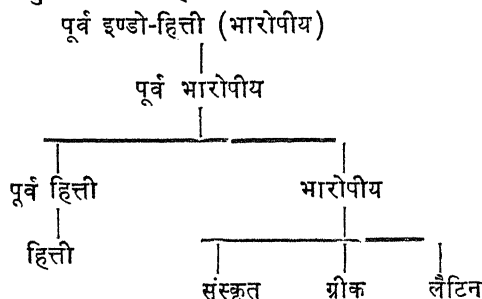 पूर्व इण्डो-हित्ती (भारोपीय)
पूर्व भारोपीय
पूर्व हित्ती भारोपीय
हित्ती
संस्कृत ग्रीक लैटिन